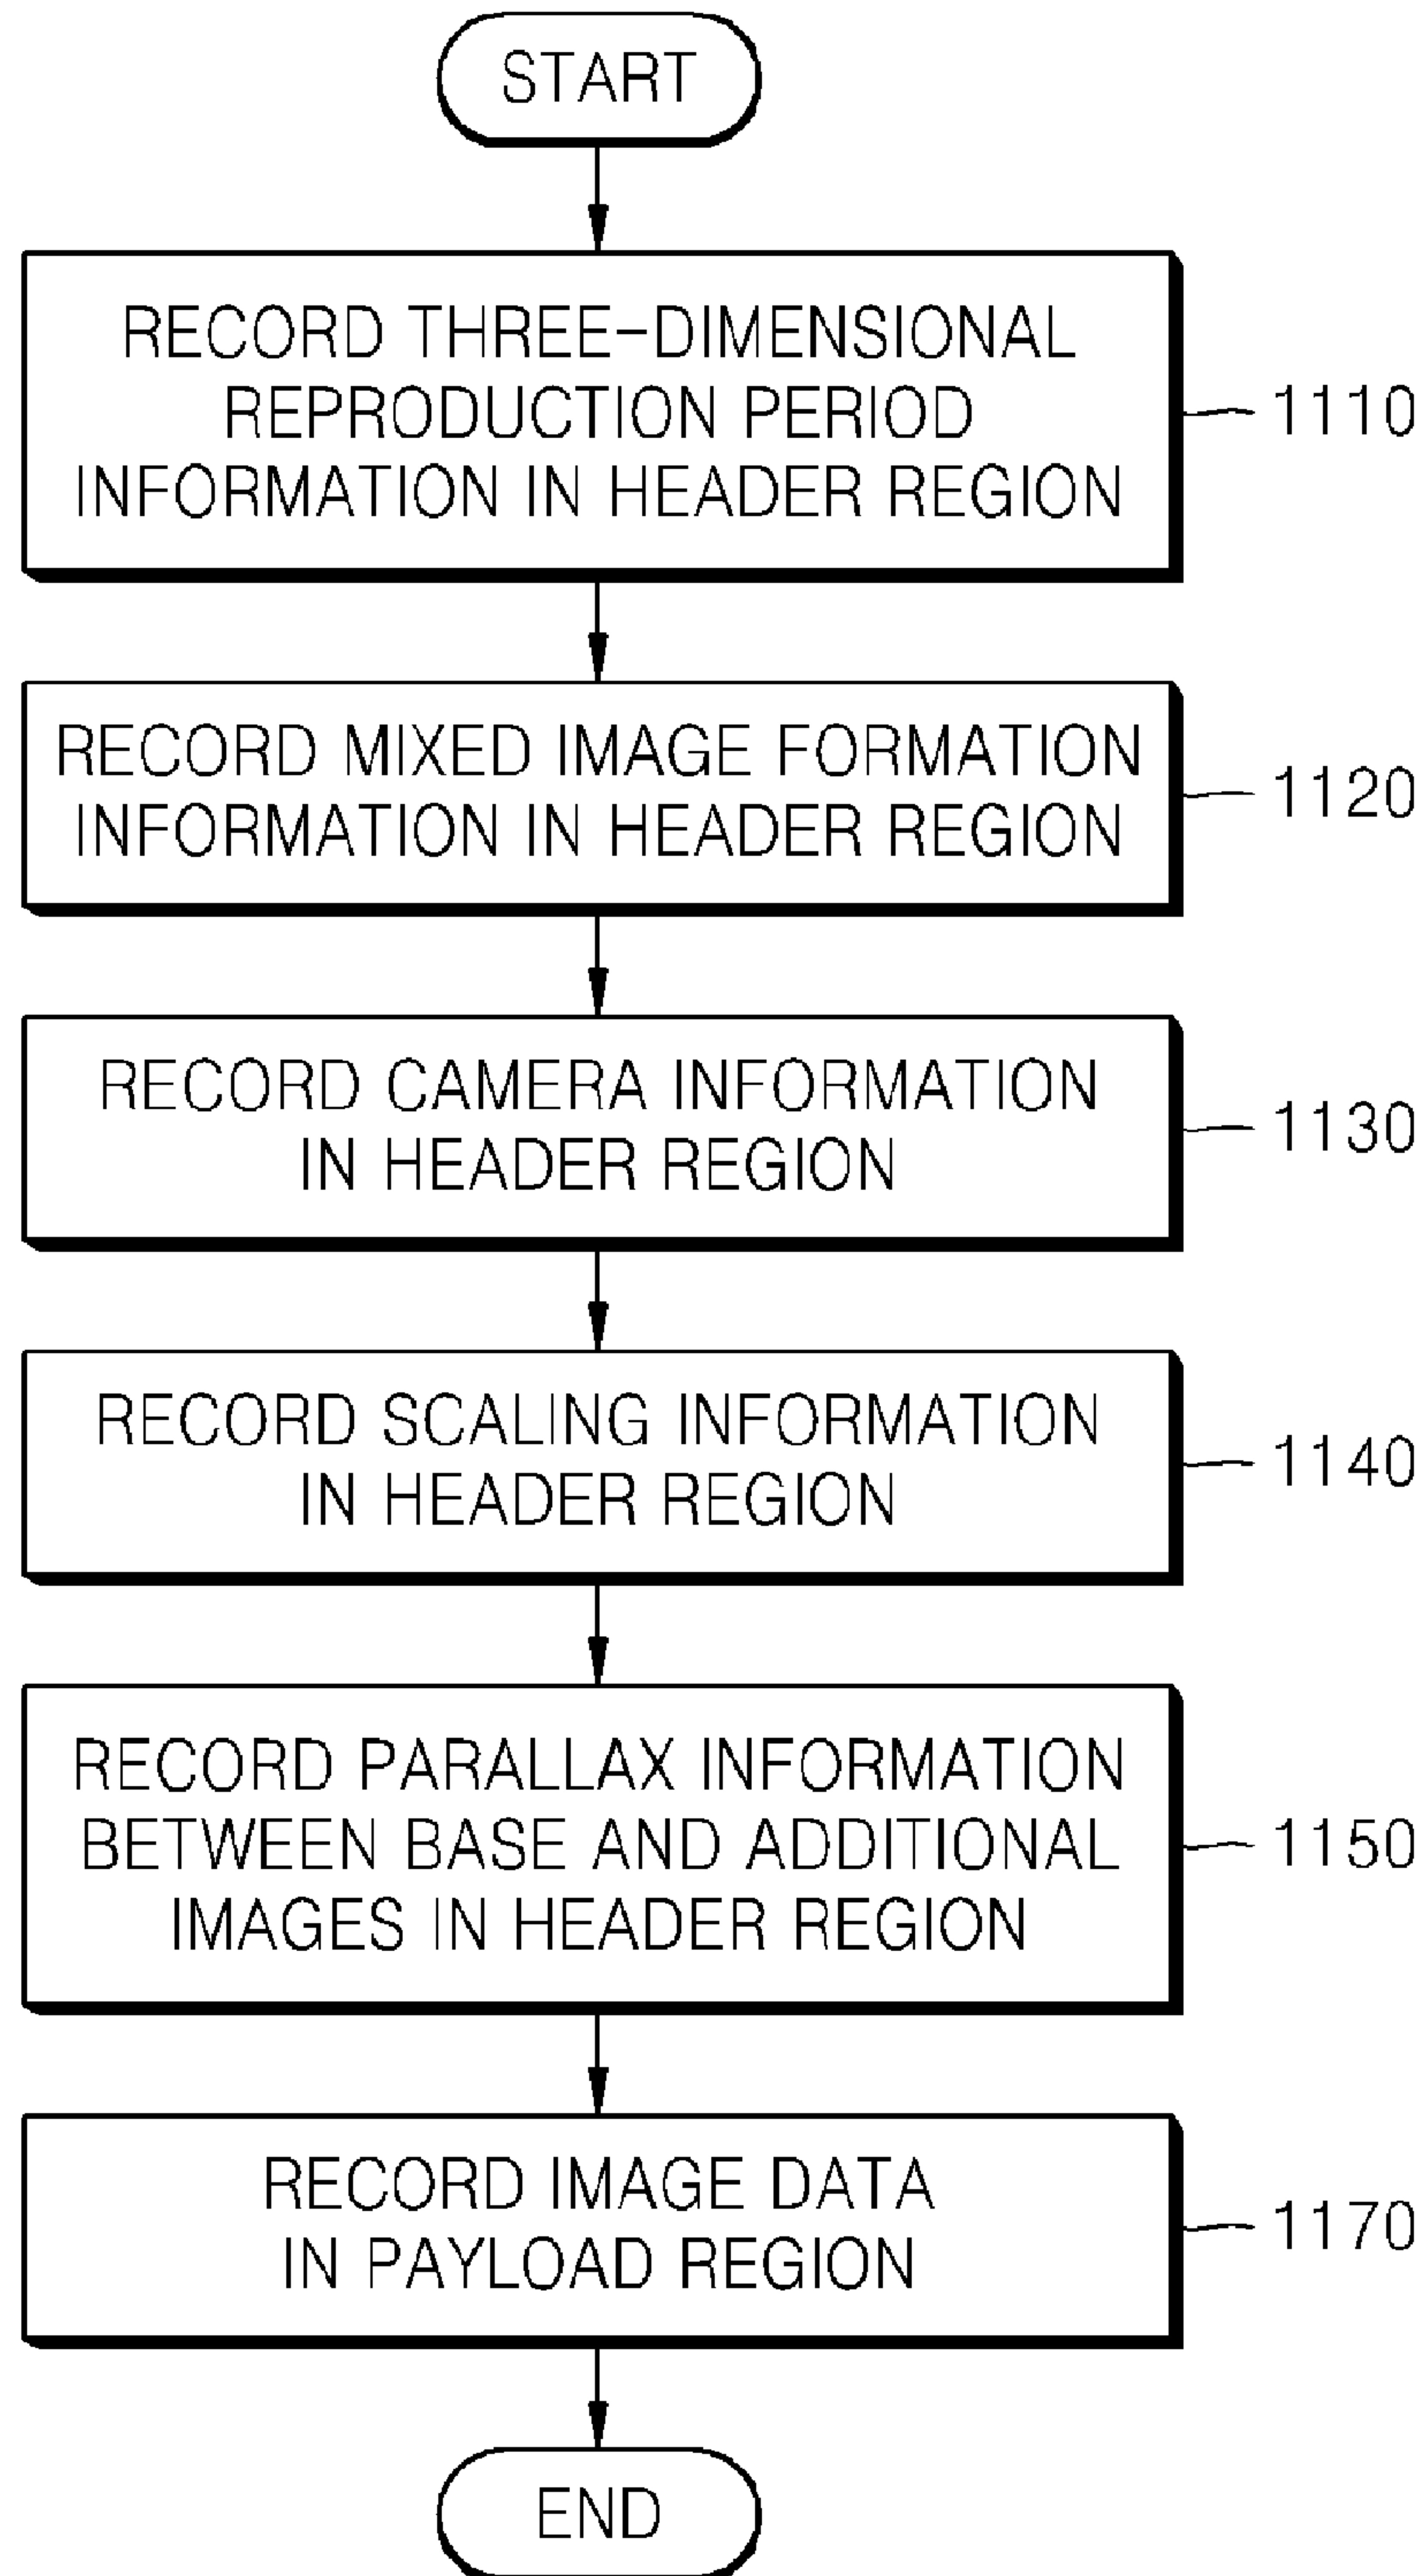 START
RECORD THREE-DIMENSIONAL
REPRODUCTION PERIOD
INFORMATION IN HEADER REGION
1110
RECORD MIXED IMAGE FORMATION
INFORMATION IN HEADER REGION
1120
RECORD CAMERA INFORMATION
IN HEADER REGION
1130
RECORD SCALING INFORMATION
IN HEADER REGION
1140
RECORD PARALLAX INFORMATION
BETWEEN BASE AND ADDITIONAL
IMAGES IN HEADER REGION
1150
RECORD IMAGE DATA
IN PAYLOAD REGION
1170
END